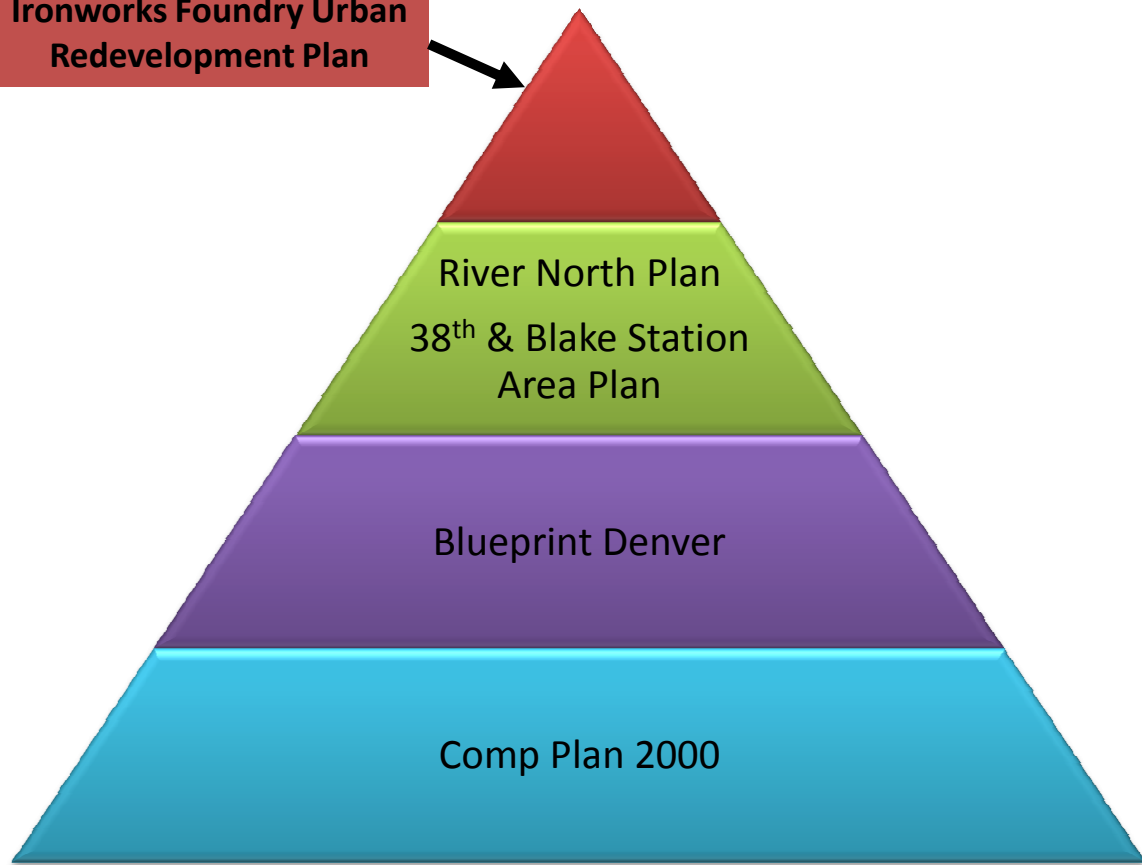 Ironworks Foundry Urban
Redevelopment Plan
River North Plan
38th & Blake Station
Area Plan
Blueprint Denver
Comp Plan 2000